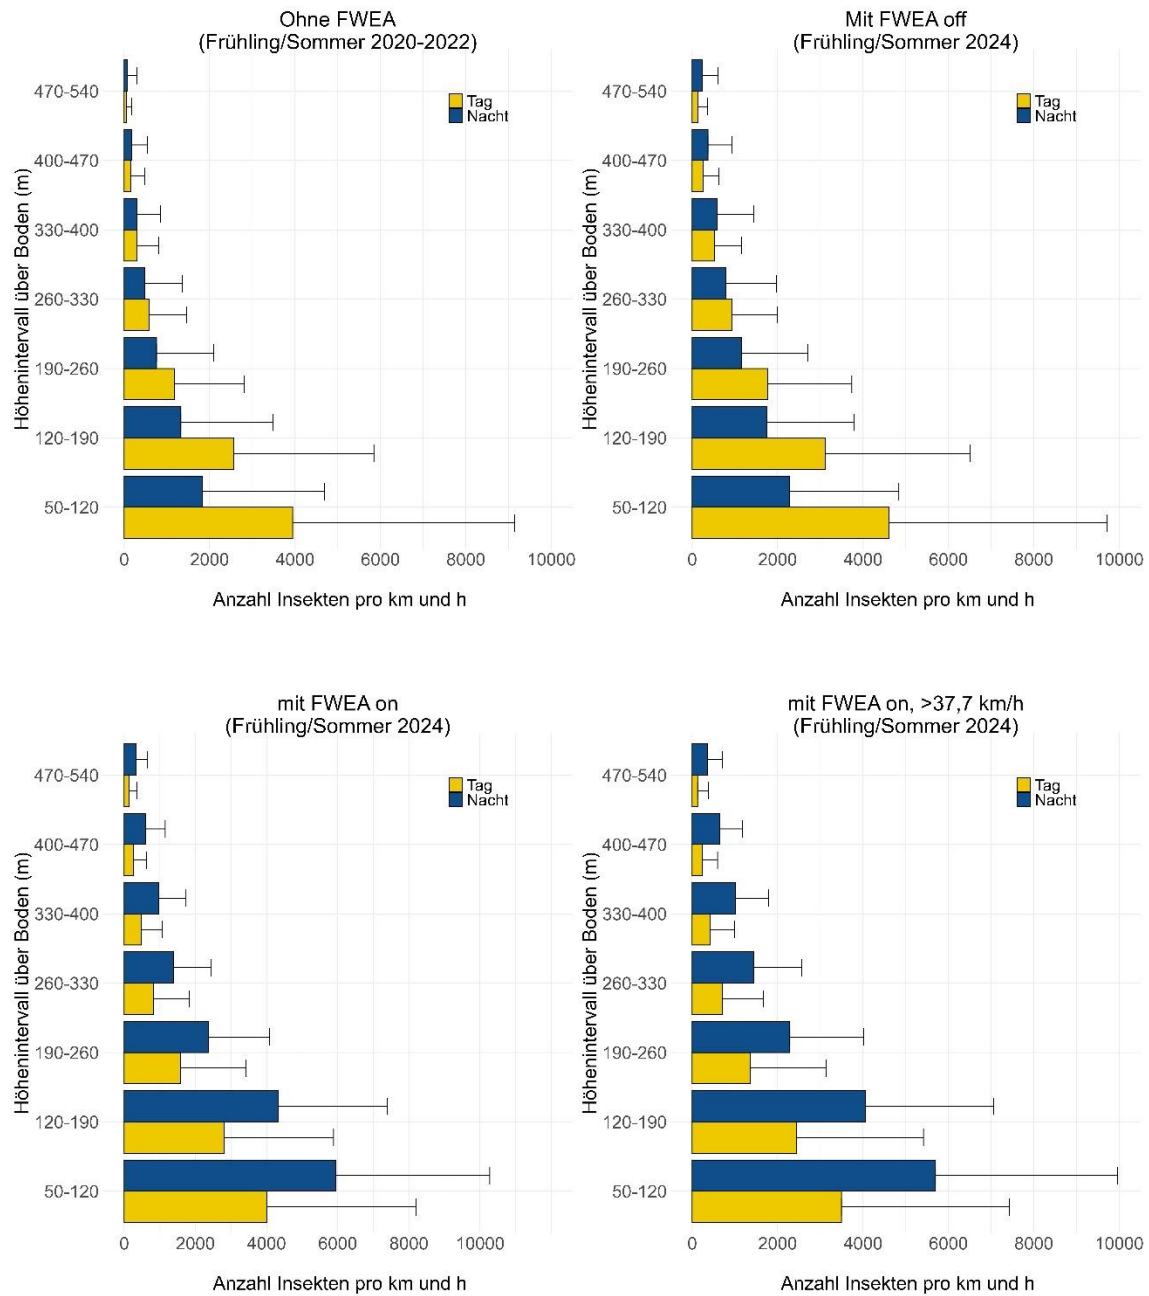 Ohne FWEA
(Frühling/Sommer 2020-2022)
Höhenintervall über Boden (m)
470-540
400-470
330-400
260-330
190-260
120-190
50-120
Tag
Nacht
0 2000 4000 6000 8000 10000
Anzahl Insekten pro km und h
Mit FWEA off
(Frühling/Sommer 2024)
Höhenintervall über Boden (m)
470-540
400-470
330-400
260-330
190-260
120-190
50-120
Tag
Nacht
0 2000 4000 6000 8000 10000
Anzahl Insekten pro km und h
mit FWEA on
(Frühling/Sommer 2024)
Höhenintervall über Boden (m)
470-540
400-470
330-400
260-330
190-260
120-190
50-120
Tag
Nacht
0 2000 4000 6000 8000 10000
Anzahl Insekten pro km und h
mit FWEA on, >37,7 km/h
(Frühling/Sommer 2024)
Höhenintervall über Boden (m)
470-540
400-470
330-400
260-330
190-260
120-190
50-120
Tag
Nacht
0 2000 4000 6000 8000 10000
Anzahl Insekten pro km und h